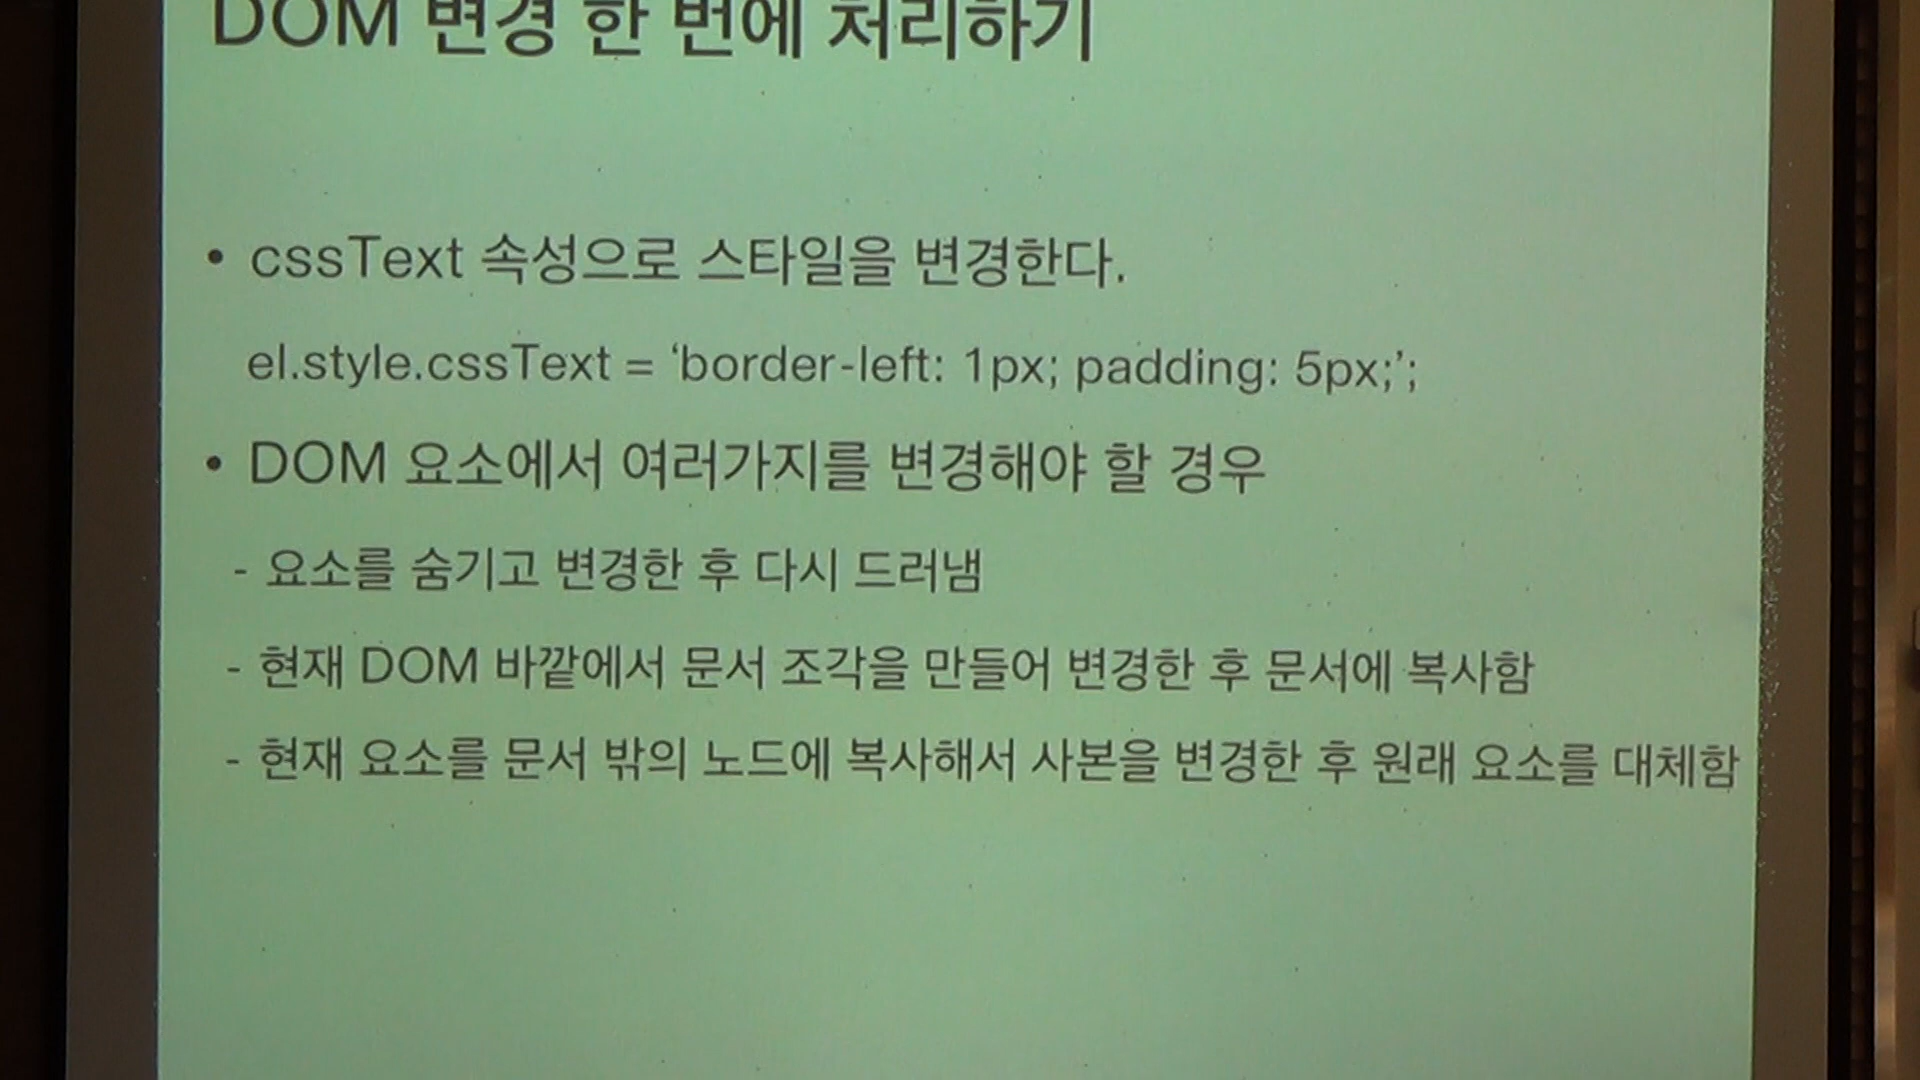 DOM 변경 한 번에 처리하기
• cssText 속성으로 스타일을 변경한다.
el.style.cssText = ‘border-left: 1px; padding: 5px;’;
• DOM 요소에서 여러가지를 변경해야 할 경우
- 요소를 숨기고 변경한 후 다시 드러냄
- 현재 DOM 바깥에서 문서 조각을 만들어 변경한 후 문서에 복사함
- 현재 요소를 문서 밖의 노드에 복사해서 사본을 변경한 후 원래 요소를 대체함